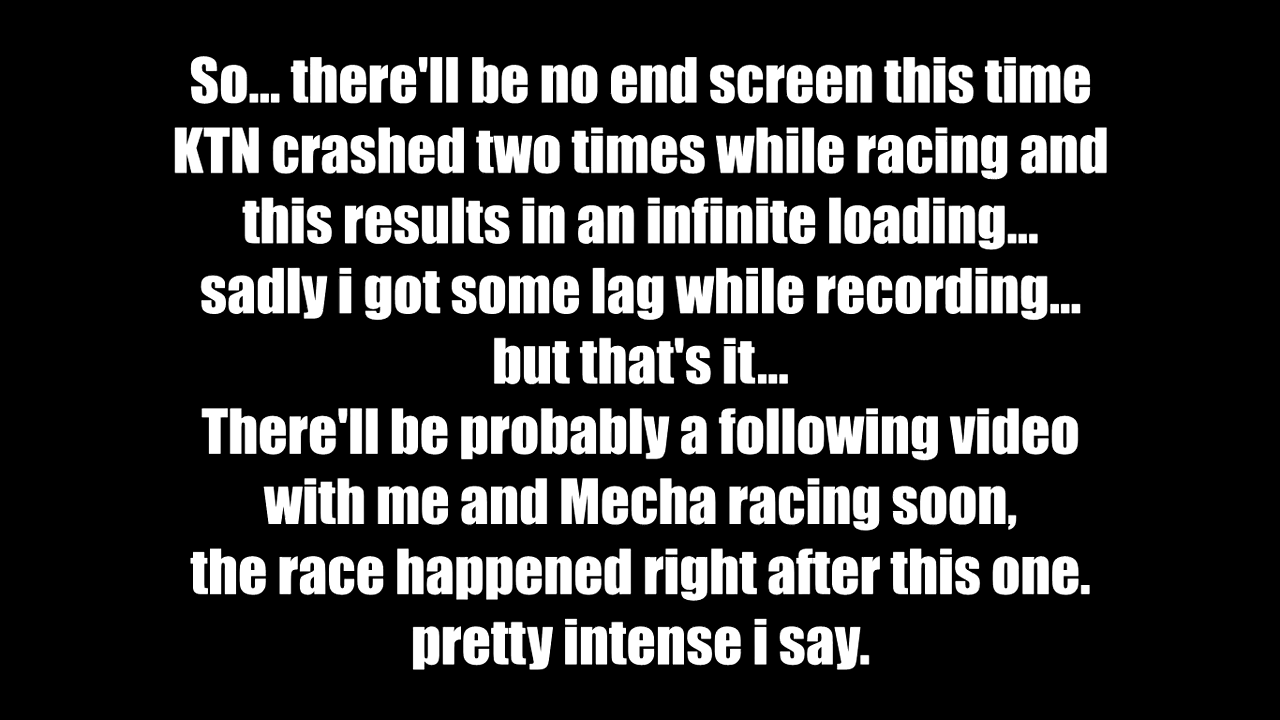 So... there'll be no end screen this time
KTN crashed two times while racing and
this results in an infinite loading...
sadly i got some lag while recording...
but that's it...
There'll be probably a following video
with me and Mecha racing soon,
the race happened right after this one.
pretty intense i say.